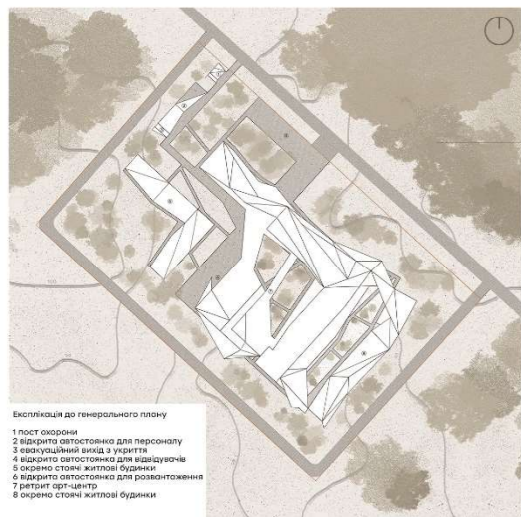 Експлікація до генерального плану
1 пост охорони
2 відкрита автостоянка для персоналу
3 евакуаційний вихід з укриття
4 відкрита автостоянка для відвідувачів
5 окремо стоячі житлові будинки
6 відкрита автостоянка для розвантаження
7 ретрит арт-центр
8 окремо стоячі житлові будинки